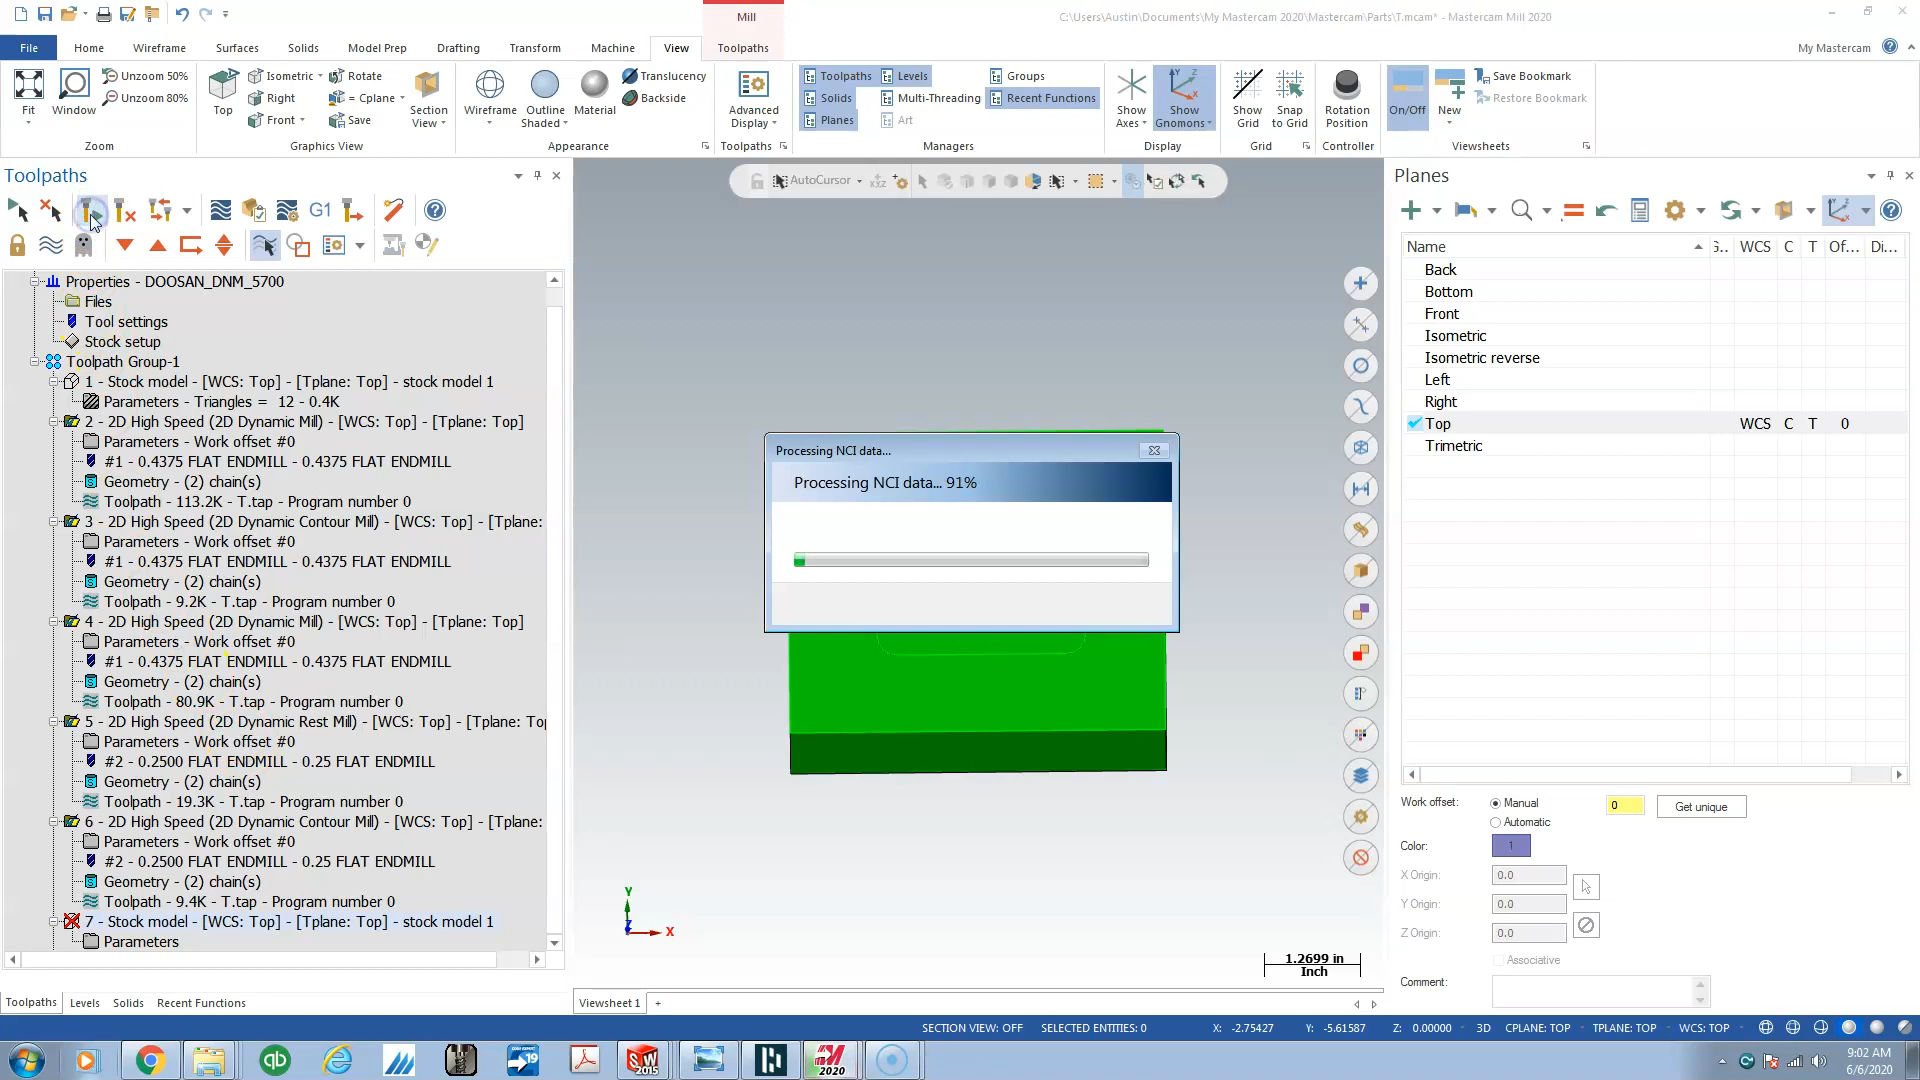 Mill
C:\Users\Austin\Documents\My Mastercam 2020\Mastercam\Parts\T.mcam* - Mastercam Mill 2020
File
Home
Wireframe
Surfaces
Solids
Model Prep
Drafting
Transform
Machine
View
Toolpaths
My Mastercam
Fit
Window
Unzoom 50%
Unzoom 80%
Zoom
Top
Isometric
Right
Front
Rotate
= Cplane
Save
Section View
Graphics View
Wireframe
Outline Shaded
Material
Translucency
Backside
Appearance
Advanced Display
Toolpaths
Toolpaths
Solids
Planes
Levels
Multi-Threading
Art
Groups
Recent Functions
Managers
Show Axes
Show Gnomons
Display
Show Grid
Snap to Grid
Grid
Rotation Position
Controller
On/Off
New
Save Bookmark
Restore Bookmark
Viewsheets
Toolpaths
G1
AutoCursor
Properties - DOOSAN_DNM_5700
Files
Tool settings
Stock setup
Toolpath Group-1
1 - Stock model - [WCS: Top] - [Tplane: Top] - stock model 1
Parameters - Triangles =  12 - 0.4K
2 - 2D High Speed (2D Dynamic Mill) - [WCS: Top] - [Tplane: Top]
Parameters - Work offset #0
#1 - 0.4375 FLAT ENDMILL - 0.4375 FLAT ENDMILL
Geometry - (2) chain(s)
Toolpath - 113.2K - T.tap - Program number 0
3 - 2D High Speed (2D Dynamic Contour Mill) - [WCS: Top] - [Tplane:
Parameters - Work offset #0
#1 - 0.4375 FLAT ENDMILL - 0.4375 FLAT ENDMILL
Geometry - (2) chain(s)
Toolpath - 9.2K - T.tap - Program number 0
4 - 2D High Speed (2D Dynamic Mill) - [WCS: Top] - [Tplane: Top]
Parameters - Work offset #0
#1 - 0.4375 FLAT ENDMILL - 0.4375 FLAT ENDMILL
Geometry - (2) chain(s)
Toolpath - 80.9K - T.tap - Program number 0
5 - 2D High Speed (2D Dynamic Rest Mill) - [WCS: Top] - [Tplane: To
Parameters - Work offset #0
#2 - 0.2500 FLAT ENDMILL - 0.25 FLAT ENDMILL
Geometry - (2) chain(s)
Toolpath - 19.3K - T.tap - Program number 0
6 - 2D High Speed (2D Dynamic Contour Mill) - [WCS: Top] - [Tplane:
Parameters - Work offset #0
#2 - 0.2500 FLAT ENDMILL - 0.25 FLAT ENDMILL
Geometry - (2) chain(s)
Toolpath - 9.4K - T.tap - Program number 0
7 - Stock model - [WCS: Top] - [Tplane: Top] - stock model 1
Parameters
Toolpaths
Levels
Solids
Recent Functions
Processing NCI data...
Processing NCI data... 91%
Y
Z
X
1.2699 in
Inch
Viewsheet 1
+
Planes
Name
WCS
C
T
Of...
Di...
Back
Bottom
Front
Isometric
Isometric reverse
Left
Right
Top WCS C T 0
Trimetric
Work offset:
Manual
0
Get unique
Automatic
Color:
1
X Origin: 0.0
Y Origin: 0.0
Z Origin: 0.0
Associative
Comment:
SECTION VIEW: OFF
SELECTED ENTITIES: 0
X: -2.75427
Y: -5.61587
Z: 0.00000
3D
CPLANE: TOP
TPLANE: TOP
WCS: TOP
qb
19
SW
2015
2020
9:02 AM
6/6/2020